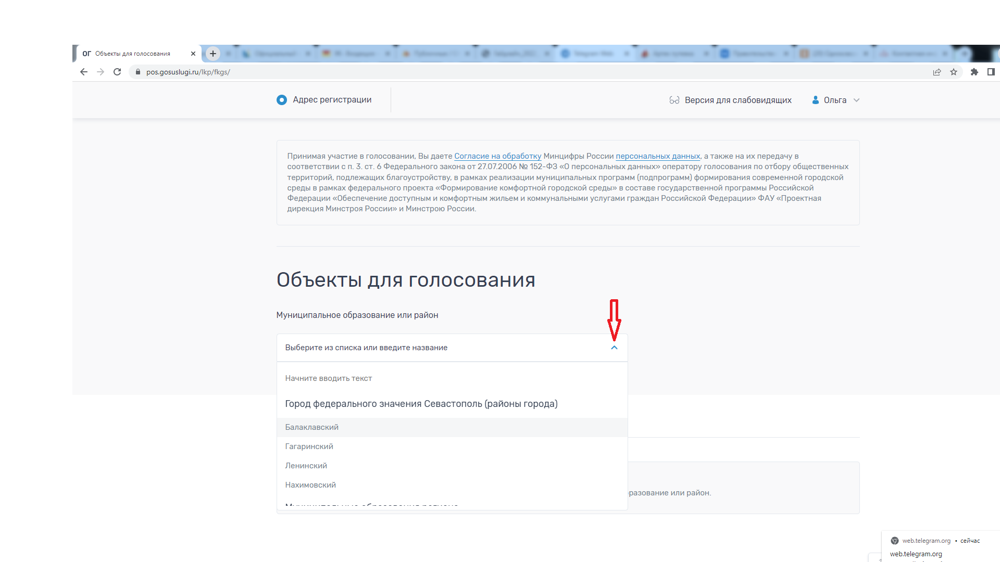 ОГ Объекты для голосования
Telegram Web
pos.gosuslugi.ru/lkp/fkgs/
Адрес регистрации
Версия для слабовидящих
Ольга
Принимая участие в голосовании, Вы даете Согласие на обработку Минцифры России персональных данных, а также на их передачу в
соответствии с п. 3. ст. 6 Федерального закона от 27.07.2006 № 152-ФЗ «О персональных данных» оператору голосования по отбору общественных
территорий, подлежащих благоустройству, в рамках реализации муниципальных программ (подпрограмм) формирования современной городской
среды в рамках федерального проекта «Формирование комфортной городской среды» в составе государственной программы Российской
Федерации «Обеспечение доступным и комфортным жильем и коммунальными услугами граждан Российской Федерации» ФАУ «Проектная
дирекция Минстроя России» и Минстрою России.
Объекты для голосования
Муниципальное образование или район
Выберите из списка или введите название
Начните вводить текст
Город федерального значения Севастополь (районы города)
Балаклавский
Гагаринский
Ленинский
Нахимовский
Муниципальные образования региона
разование или район.
web.telegram.org • сейчас
web.telegram.org